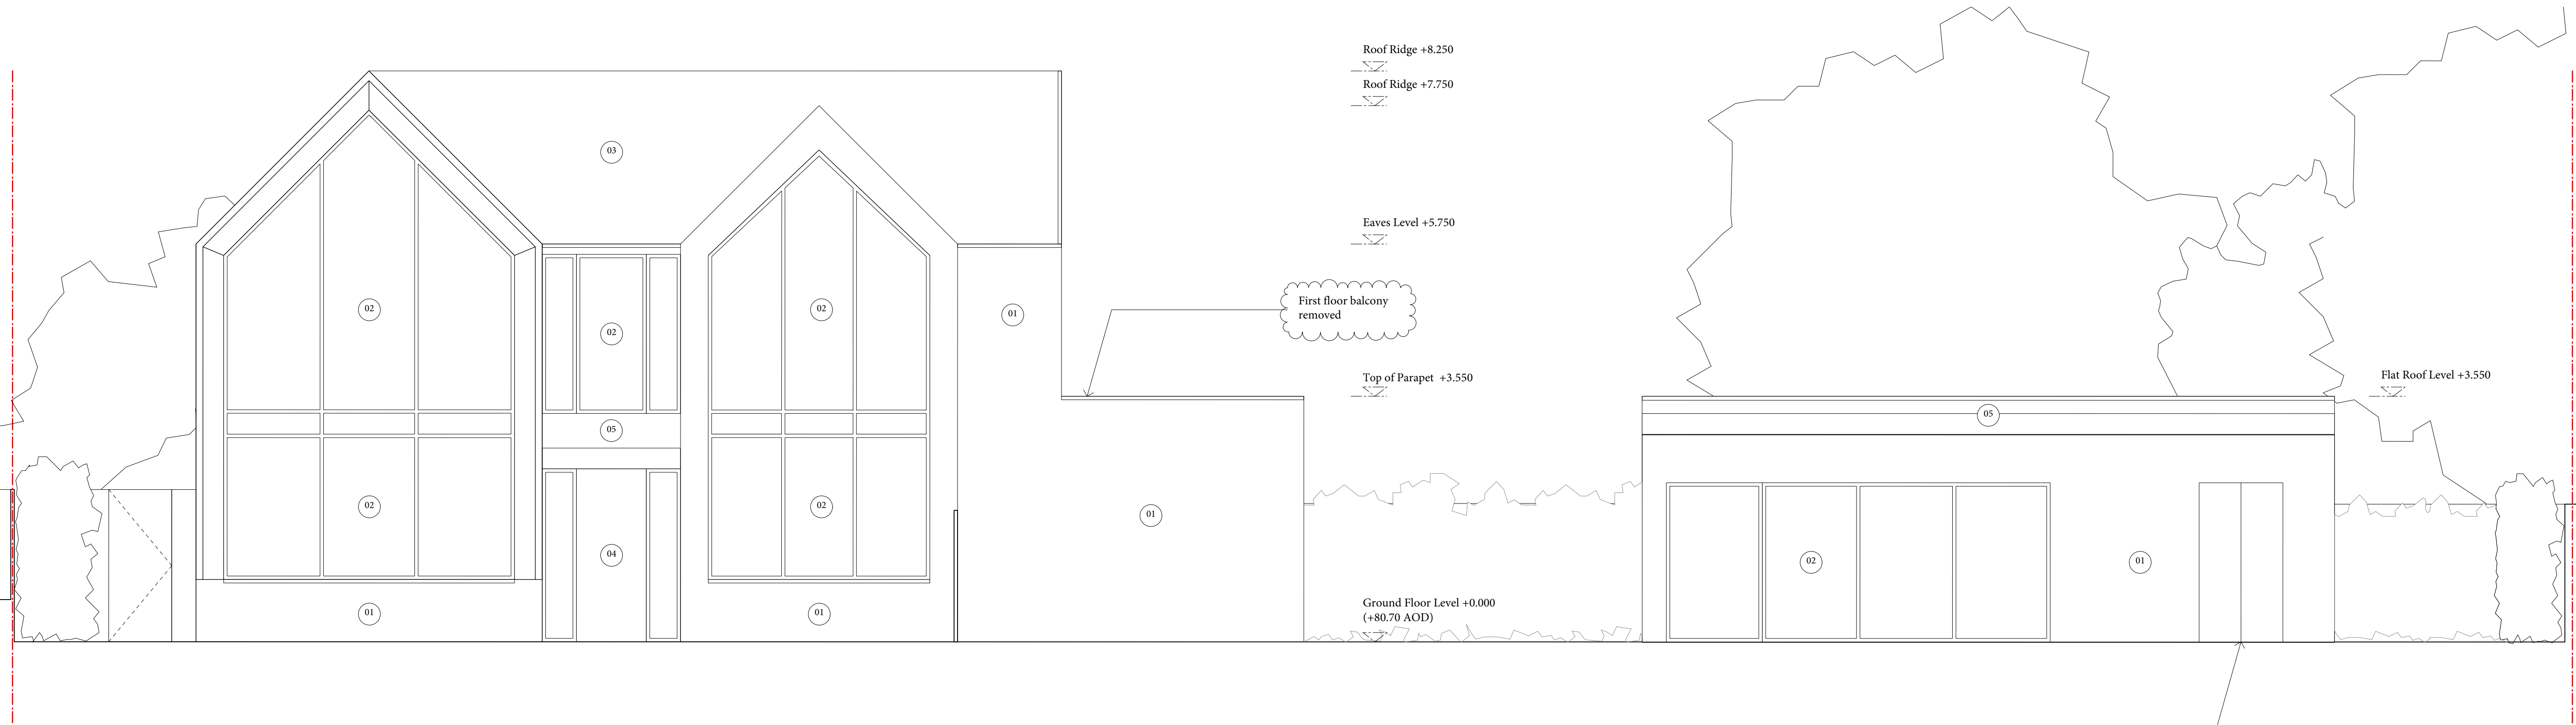 Roof Ridge +8.250
Roof Ridge +7.750
03
Eaves Level +5.750
First floor balcony
removed
02
02
02
01
Top of Parapet +3.550
Flat Roof Level +3.550
05
05
02
02
01
04
02
01
Ground Floor Level +0.000
(+80.70 AOD)
01
01